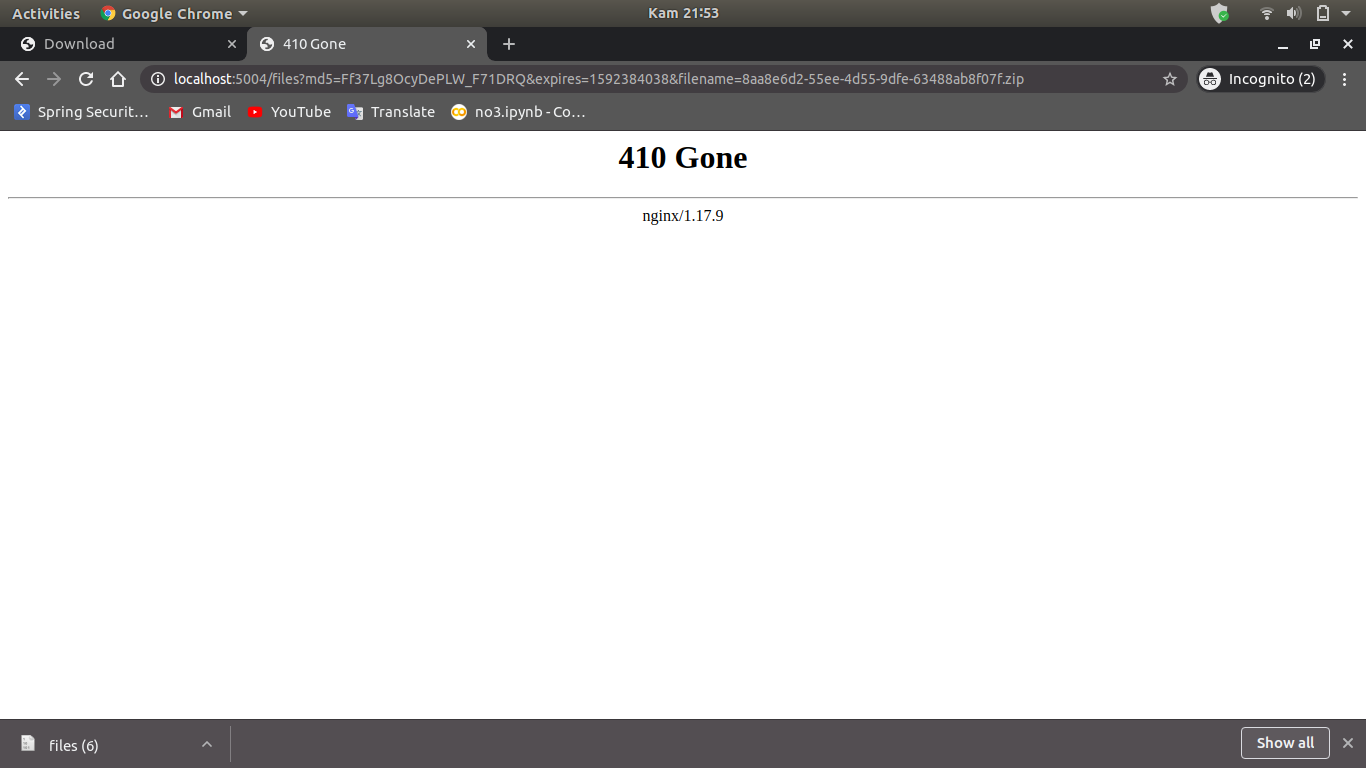 Activities Google Chrome Kam 21:53
Download 410 Gone
localhost:5004/files?md5=Ff37Lg8OcyDePLW_F71DRQ&expires=1592384038&filename=8aa8e6d2-55ee-4d55-9dfe-63488ab8f07f.zip Incognito (2)
Spring Securit... Gmail YouTube Translate no3.ipynb - Co...
410 Gone
nginx/1.17.9
files (6) Show all